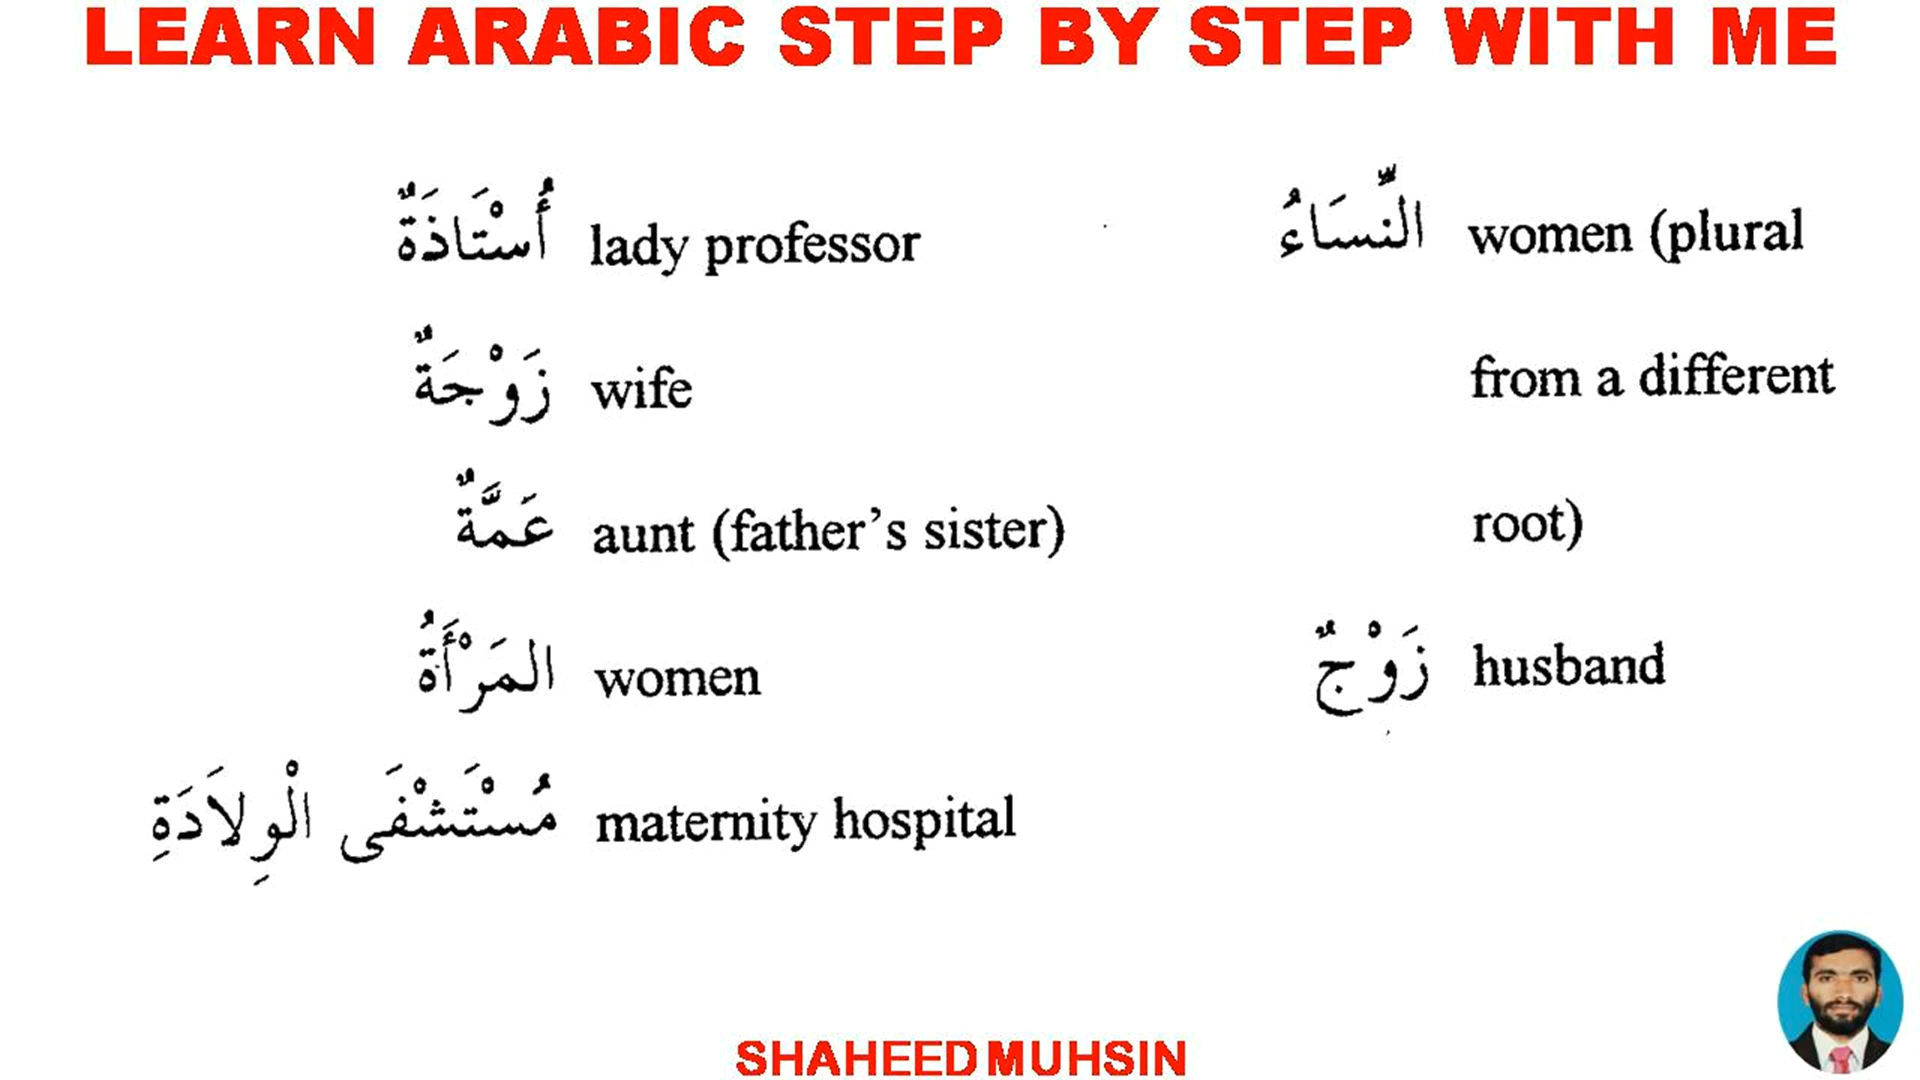 LEARN ARABIC STEP BY STEP WITH ME
أُسْتَاذَةٌ lady professor
زَوْجَةٌ wife
عَمَّةٌ aunt (father’s sister)
المَرْأَةُ women
مُسْتَشْفَى الْوِلاَدَةِ maternity hospital
النِّسَاءُ women (plural
from a different
root)
زَوْجٌ husband
SHAHEED MUHSIN